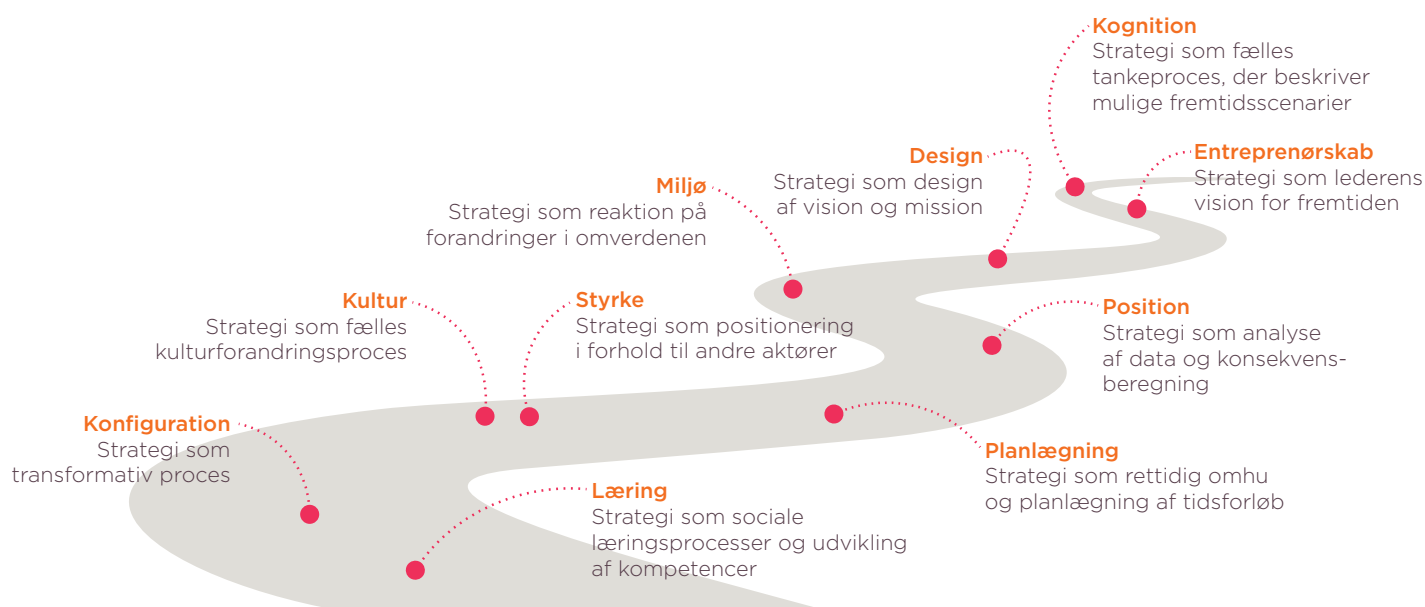 Kognition
Strategi som fælles
tankeproces, der beskriver
mulige fremtidsscenarier
Entreprenørskab
Strategi som lederens
vision for fremtiden
Design
Strategi som design
af vision og mission
Miljø
Strategi som reaktion på
forandringer i omverdenen
Kultur
Strategi som fælles
kulturforandringsproces
Styrke
Strategi som positionering
i forhold til andre aktører
Position
Strategi som analyse
af data og konsekvens-
beregning
Konfiguration
Strategi som
transformativ proces
Planlægning
Strategi som rettidig omhu
og planlægning af tidsforløb
Læring
Strategi som sociale
læringsprocesser og udvikling
af kompetencer